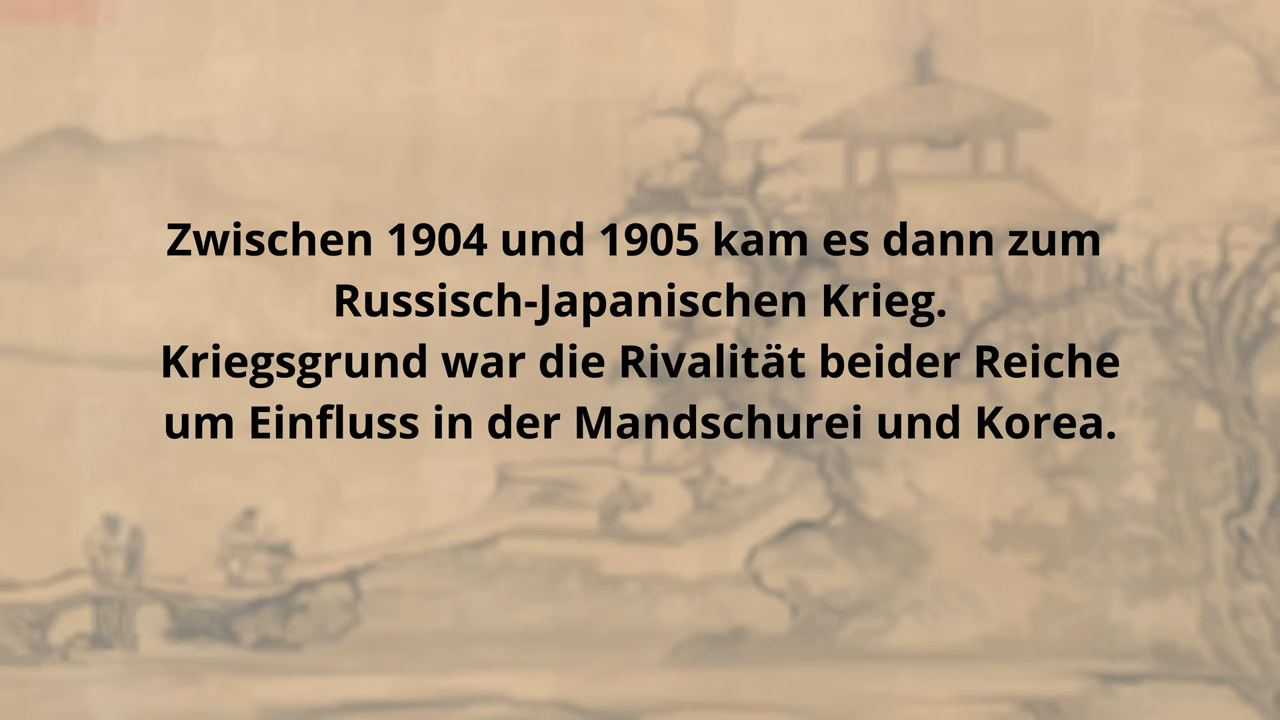 Zwischen 1904 und 1905 kam es dann zum
Russisch-Japanischen Krieg.
Kriegsgrund war die Rivalität beider Reiche
um Einfluss in der Mandschurei und Korea.